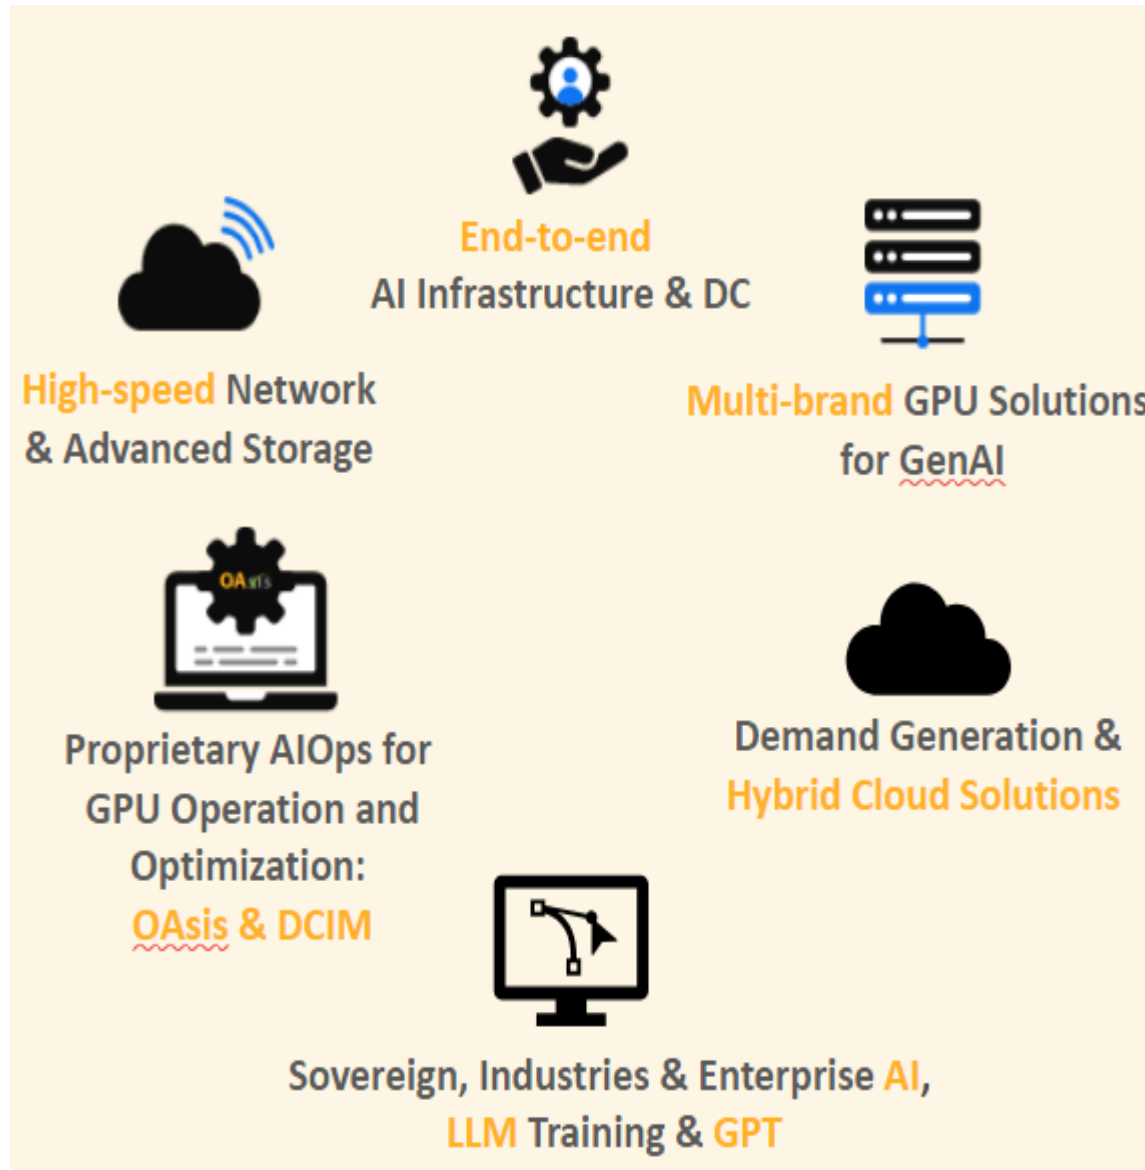 End-to-end
AI Infrastructure & DC
High-speed Network
& Advanced Storage
Multi-brand GPU Solutions
for GenAI
OAsis
Proprietary AIOps for
GPU Operation and
Optimization:
OAsis & DCIM
Demand Generation &
Hybrid Cloud Solutions
Sovereign, Industries & Enterprise AI,
LLM Training & GPT